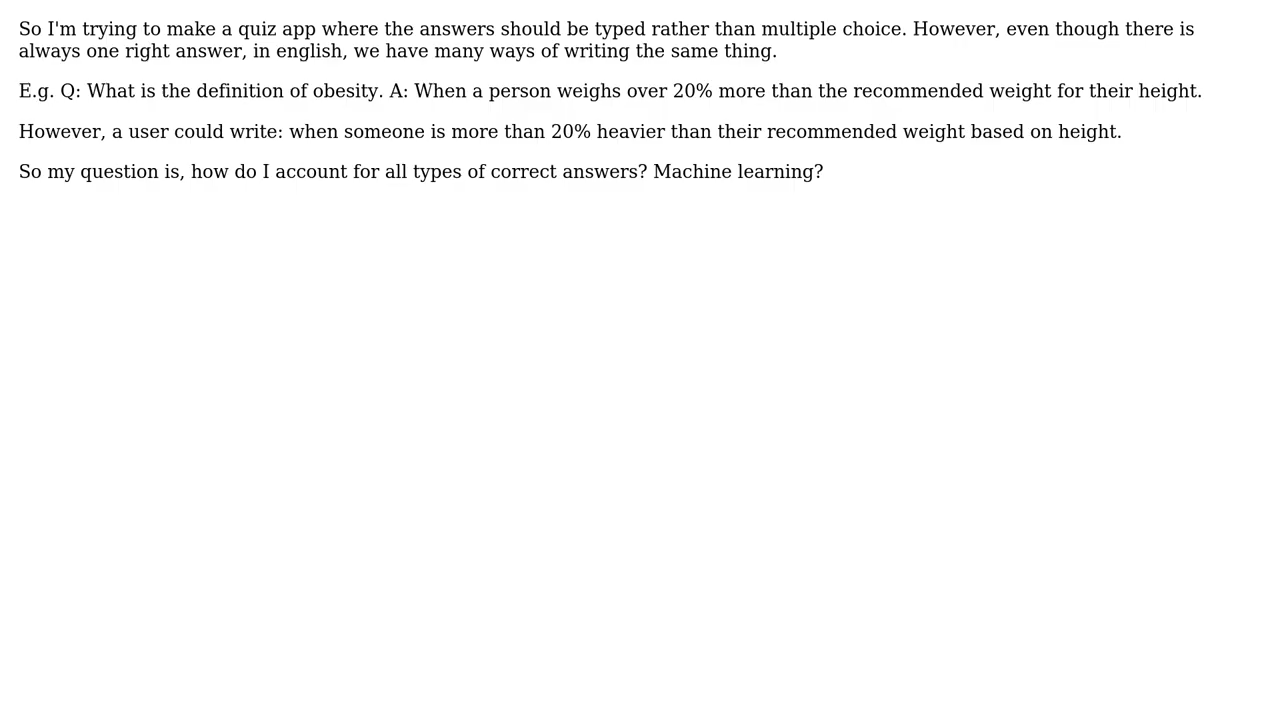 So I'm trying to make a quiz app where the answers should be typed rather than multiple choice. However, even though there is
always one right answer, in english, we have many ways of writing the same thing.
E.g. Q: What is the definition of obesity. A: When a person weighs over 20% more than the recommended weight for their height.
However, a user could write: when someone is more than 20% heavier than their recommended weight based on height.
So my question is, how do I account for all types of correct answers? Machine learning?